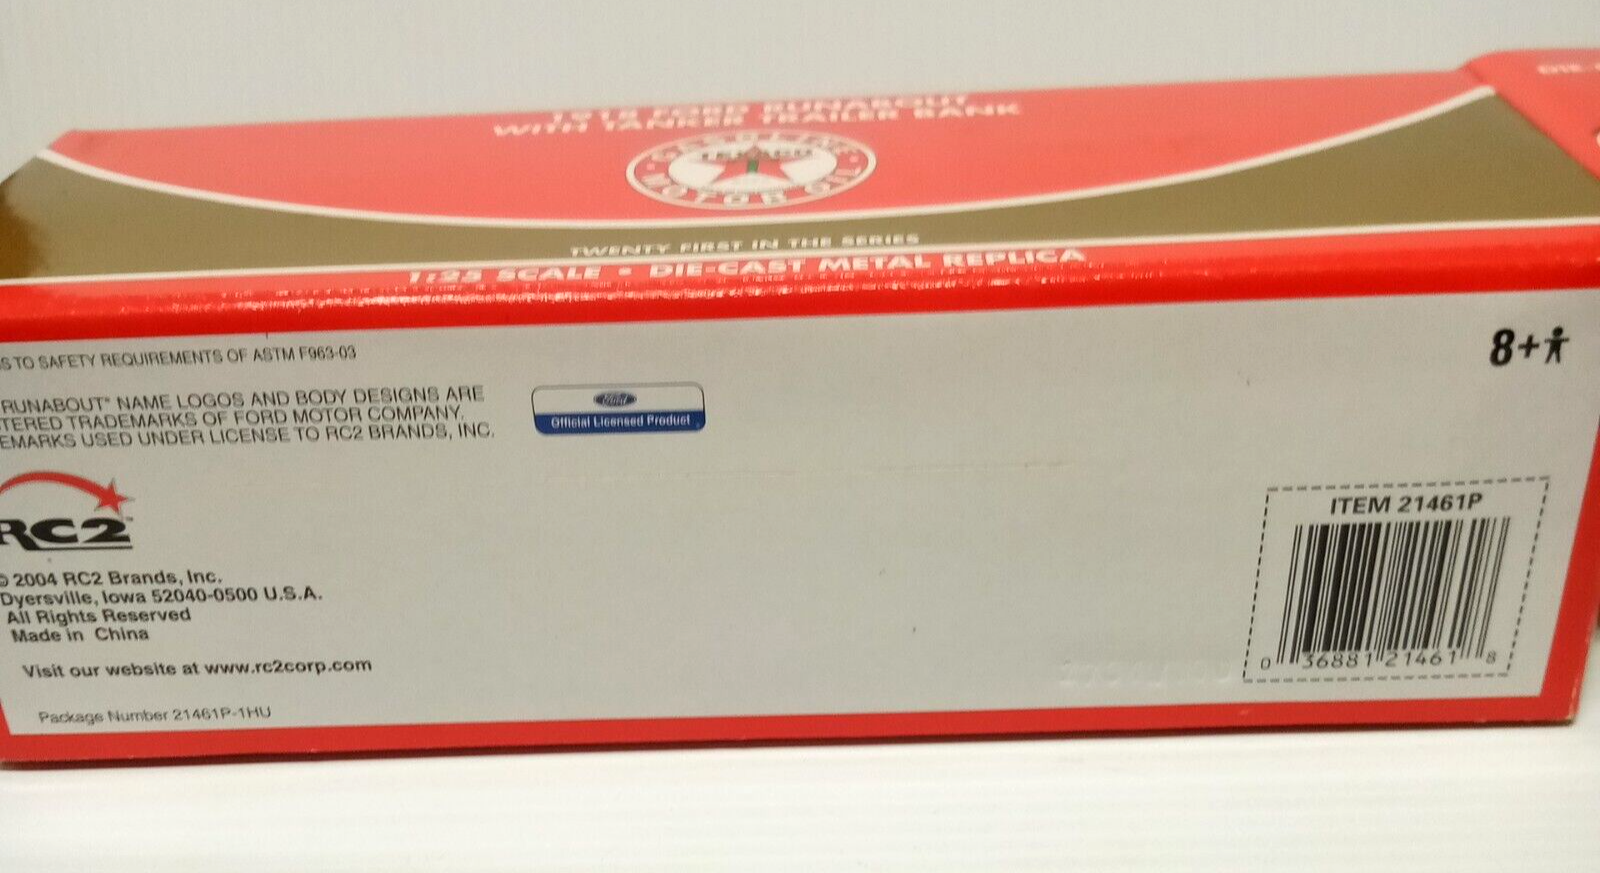 1918 FORD RUNABOUT
WITH TANKER TRAILER BANK
GASOLINE
TEXACO
MOTOR OIL
TWENTY FIRST IN THE SERIES
1:25 SCALE • DIE-CAST METAL REPLICA
S TO SAFETY REQUIREMENTS OF ASTM F963-03
8+
RUNABOUT" NAME LOGOS AND BODY DESIGNS ARE
TERED TRADEMARKS OF FORD MOTOR COMPANY.
EMARKS USED UNDER LICENSE TO RC2 BRANDS, INC.
Ford
Official Licensed Product
RC2™
© 2004 RC2 Brands, Inc.
Dyersville, Iowa 52040-0500 U.S.A.
All Rights Reserved
Made in China
Visit our website at www.rc2corp.com
Package Number 21461P-1HU
ITEM 21461P
0 36881 21461 8